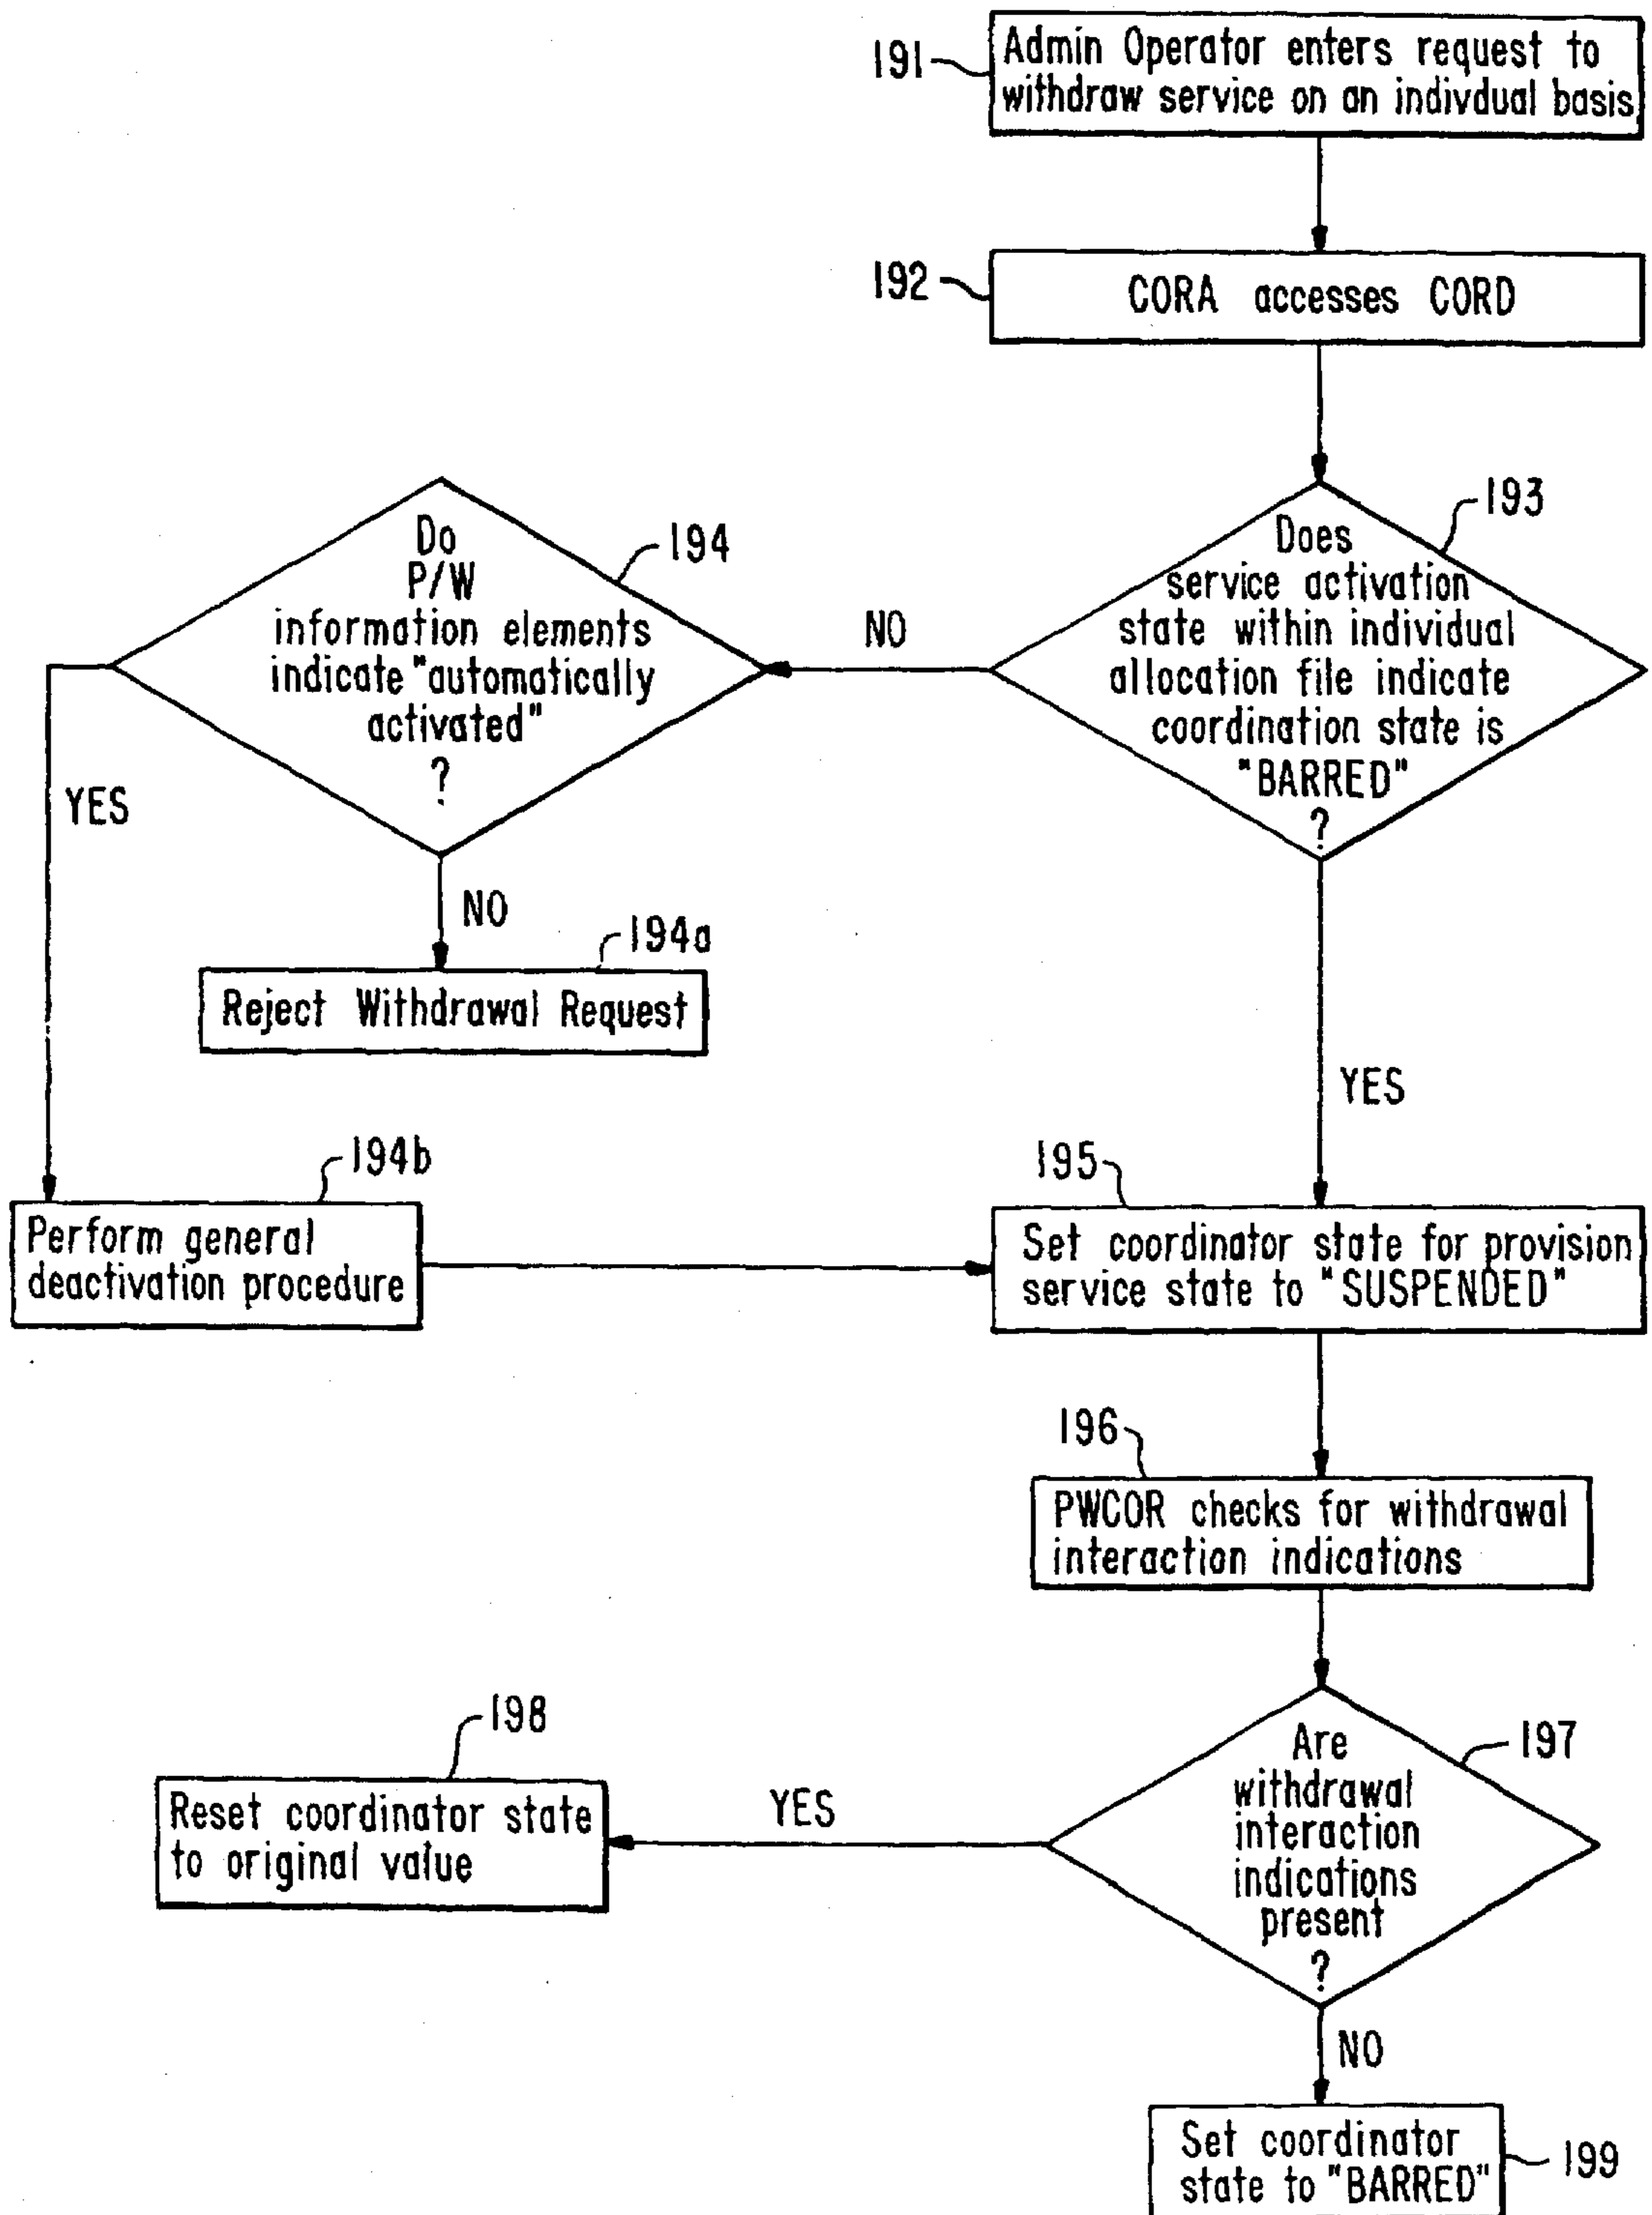 191
Admin Operator enters request to
withdraw service on an indivdual basis
192
CORA accesses CORD
193
Does
service activation
state within individual
allocation file indicate
coordination state is
"BARRED"
?
NO
194
Do
P/W
information elements
indicate "automatically
activated"
?
YES
NO
194a
Reject Withdrawal Request
YES
194b
Perform general
deactivation procedure
195
Set coordinator state for provision
service state to "SUSPENDED"
196
PWCOR checks for withdrawal
interaction indications
197
Are
withdrawal
interaction
indications
present
?
YES
198
Reset coordinator state
to original value
NO
Set coordinator
state to "BARRED"
199